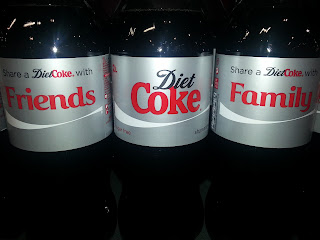 Share a Diet Coke with
Friends
Diet
Coke
Share a Diet Coke with
Family